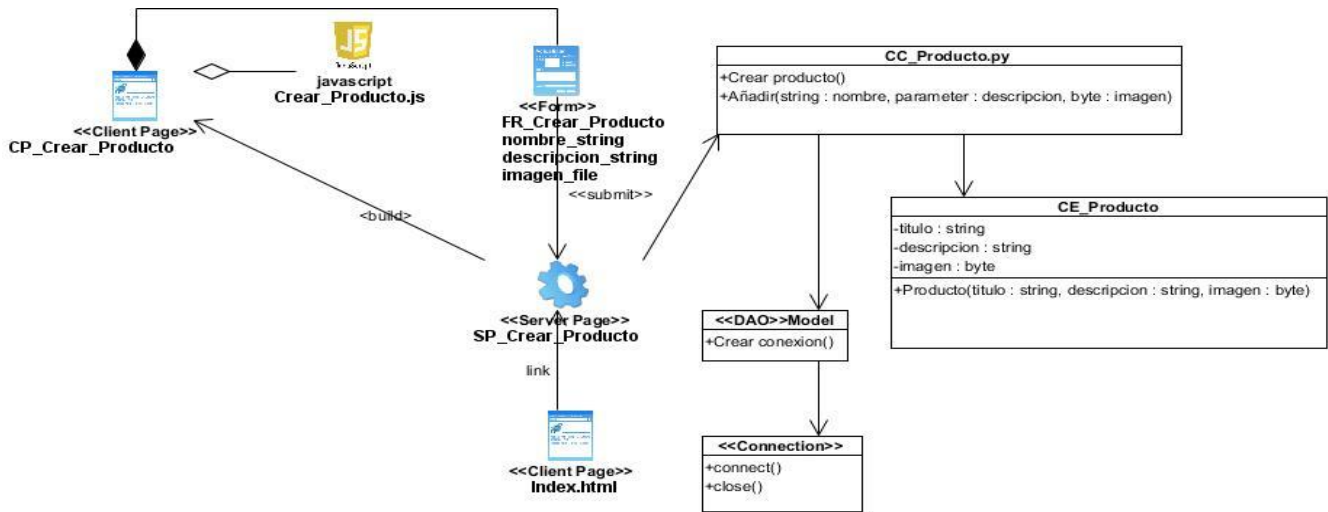 JS
JavaScript
javascript
Crear_Producto.js
<<Client Page>>
CP_Crear_Producto
<<Form>>
FR_Crear_Producto
nombre_string
descripcion_string
imagen_file
<<submit>>
<build>
CC_Producto.py
+Crear producto()
+Añadir(string : nombre, parameter : descripcion, byte : imagen)
CE_Producto
-titulo : string
-descripcion : string
-imagen : byte
+Producto(titulo : string, descripcion : string, imagen : byte)
<<Server Page>>
SP_Crear_Producto
<<DAO>>Model
+Crear conexion()
link
<<Client Page>>
Index.html
<<Connection>>
+connect()
+close()